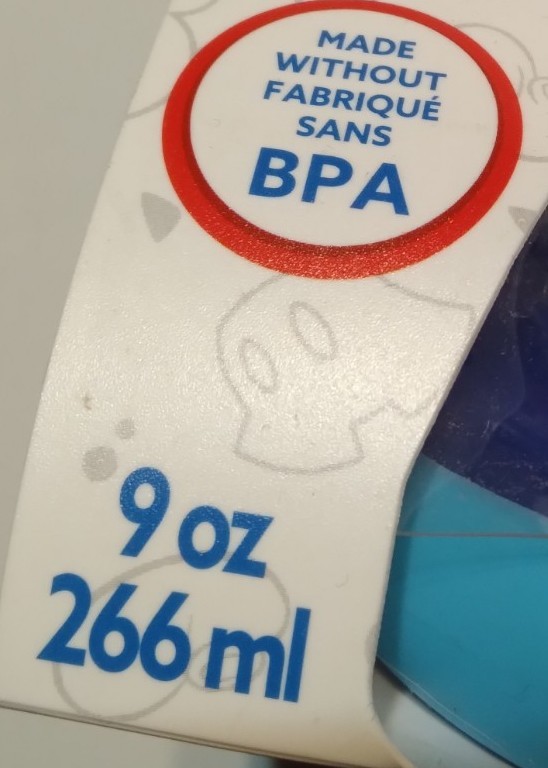 MADE
WITHOUT
FABRIQUÉ
SANS
BPA
9 oz
266 ml